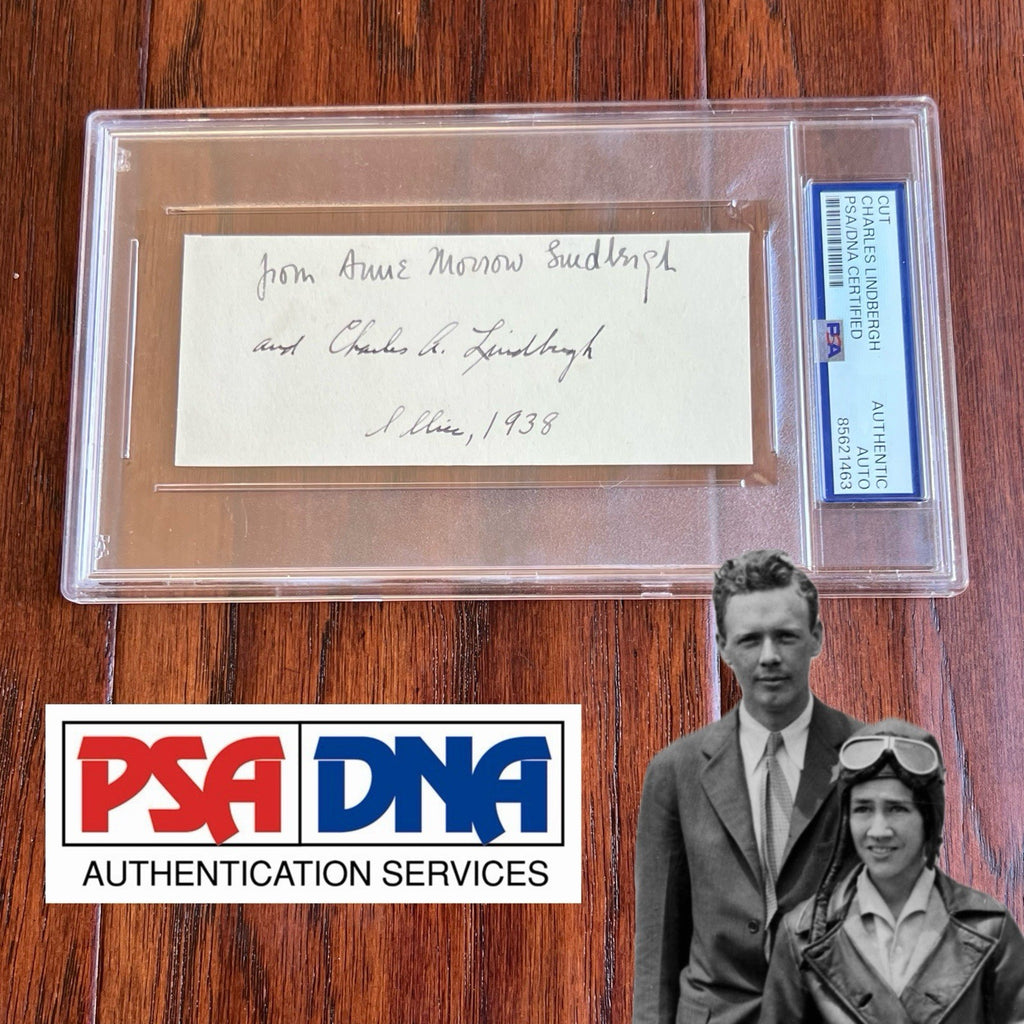 from Anne Morrow Lindbergh
and Charles A. Lindbergh
1938
CUT
CHARLES LINDBERGH
PSA/DNA CERTIFIED
AUTHENTIC
AUTO
85621463
PSA
PSA DNA
AUTHENTICATION SERVICES